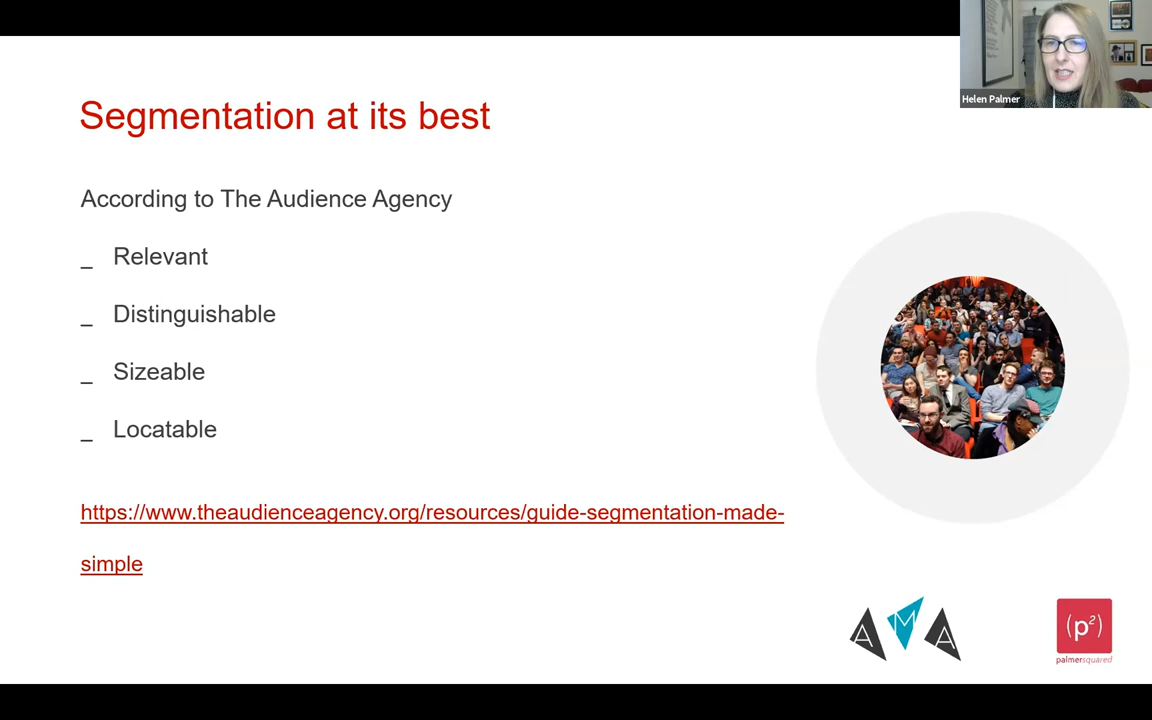 Helen Palmer
Segmentation at its best
According to The Audience Agency
_ Relevant
_ Distinguishable
_ Sizeable
_ Locatable
https://www.theaudienceagency.org/resources/guide-segmentation-made-
simple
AMA
(p²)
palmersquared